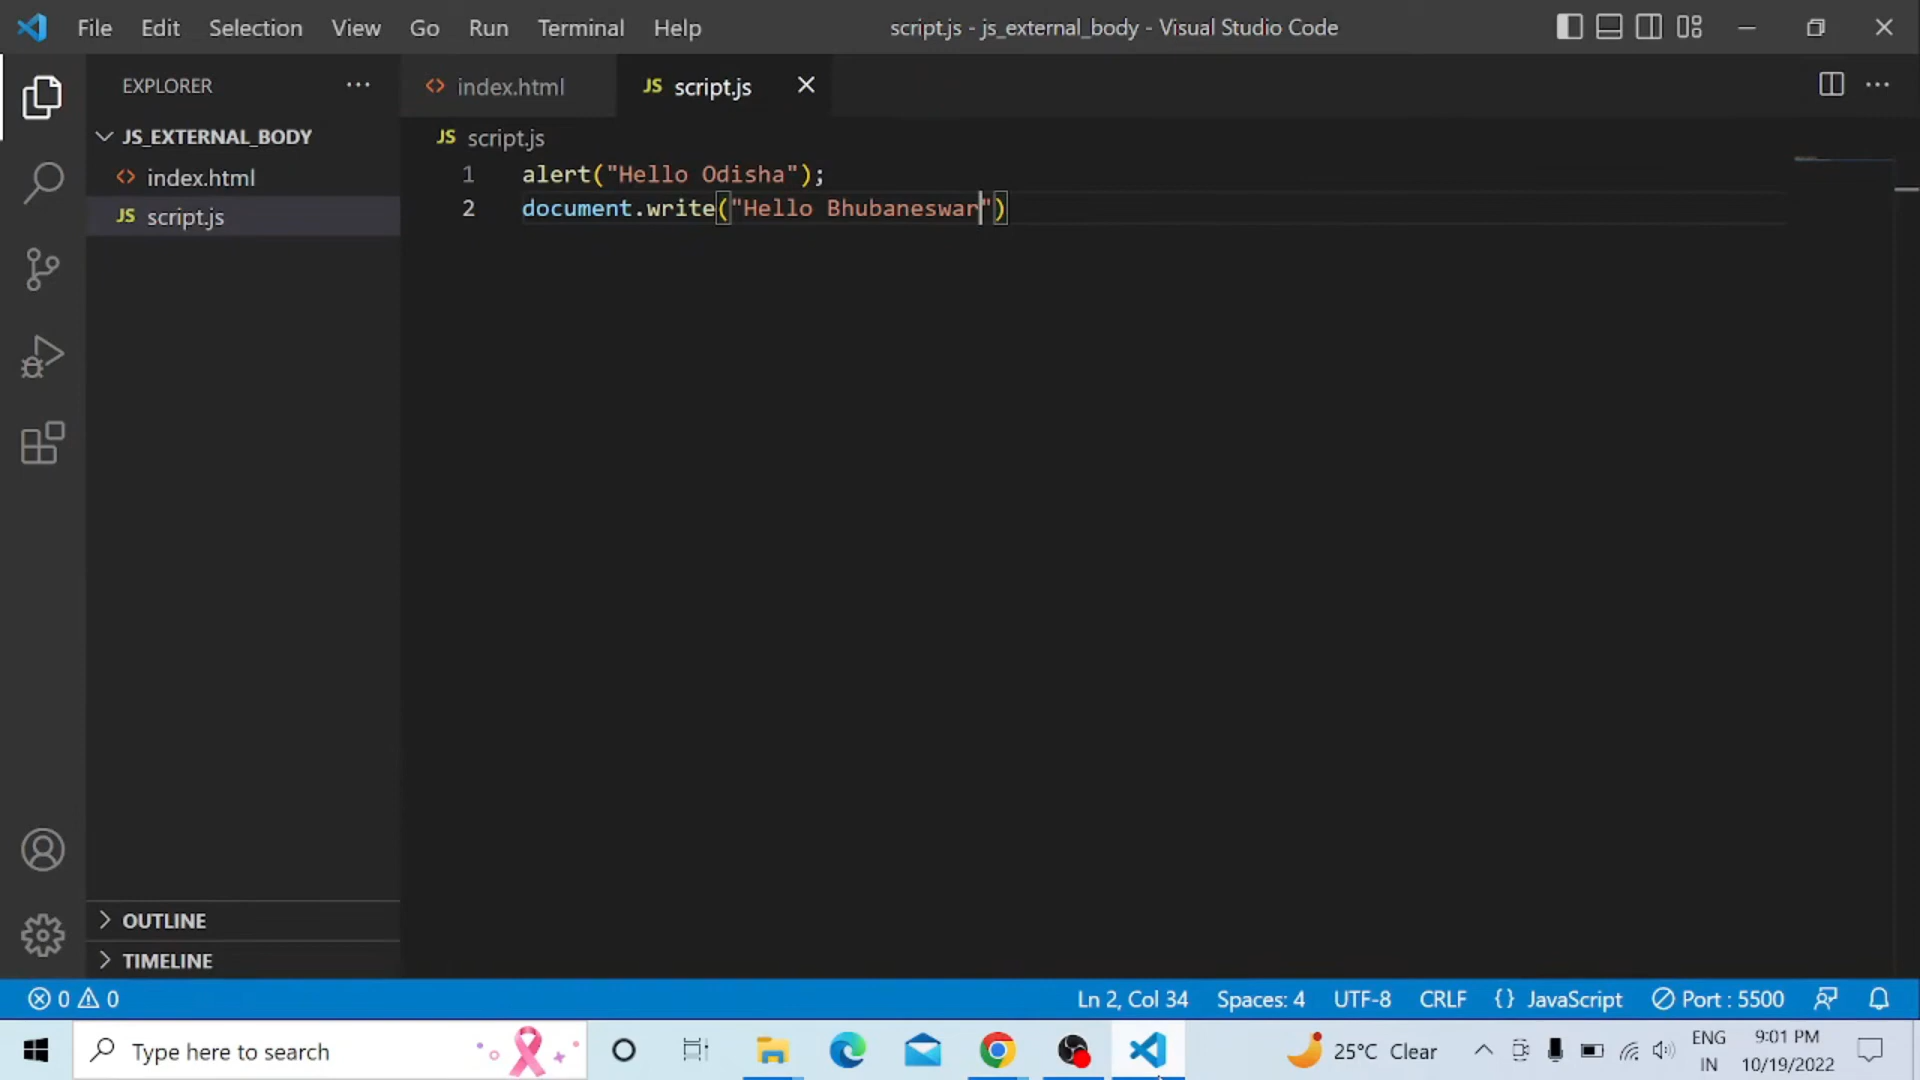 File Edit Selection View Go Run Terminal Help script.js - js_external_body - Visual Studio Code
EXPLORER
index.html
JS script.js
JS_EXTERNAL_BODY
JS script.js
index.html
JS script.js
1 alert("Hello Odisha");
2 document.write("Hello Bhubaneswar")
OUTLINE
TIMELINE
0 0 Ln 2, Col 34 Spaces: 4 UTF-8 CRLF {} JavaScript Port : 5500
Type here to search
25°C Clear
ENG
IN
9:01 PM
10/19/2022